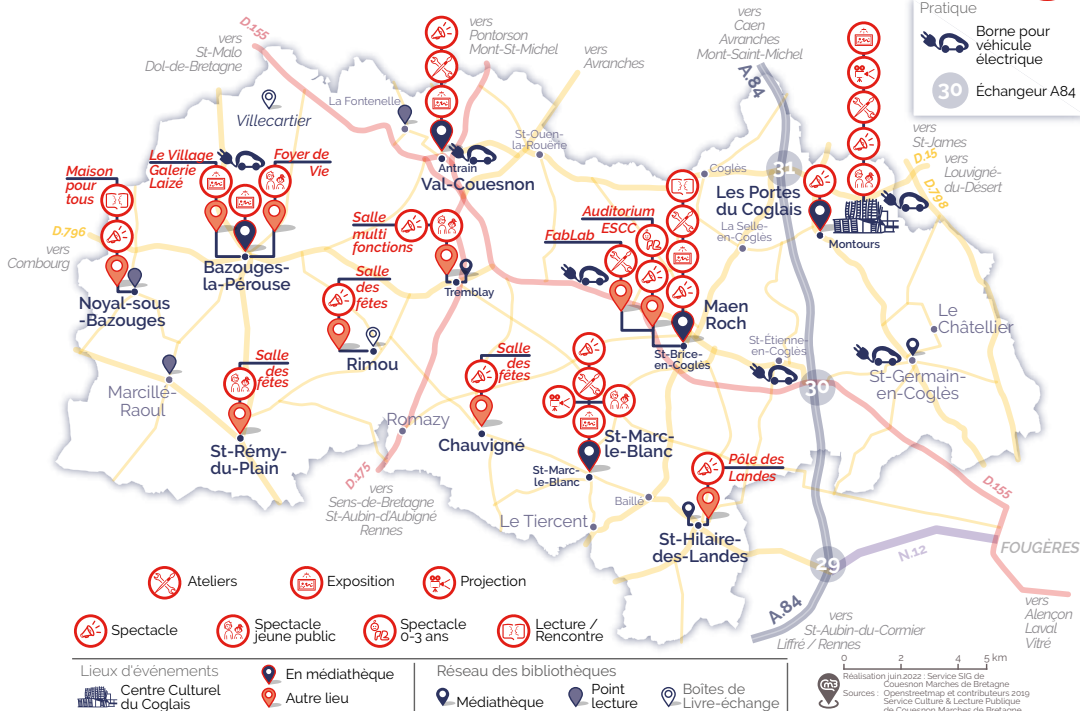 D.155
vers
St-Malo
Dol-de-Bretagne
vers
Pontorson
Mont-St-Michel
vers
Avranches
vers
Caen
Avranches
Mont-Saint-Michel
A.84
Pratique
Borne pour
véhicule
électrique
30
Échangeur A84
vers
St-James
D.15
vers
Louvigné-
du-Désert
D.798
Villecartier
La Fontenelle
Antrain
Val-Couesnon
St-Ouen-
la-Rouërie
Coglès
31
Les Portes
du Coglais
Montours
La Selle-
en-Coglès
Maison
pour
tous
Le Village
Galerie
Laizé
Foyer de
Vie
D.796
vers
Combourg
Noyal-sous
-Bazouges
Bazouges-
la-Pérouse
Salle
multi
fonctions
Tremblay
Auditorium
ESCC
FabLab
Maen
Roch
St-Brice-
en-Coglès
St-Étienne-
en-Coglès
Le
Châtellier
St-Germain-
en-Coglès
30
Salle
des
fêtes
Rimou
Marcillé-
Raoul
Salle
des
fêtes
St-Rémy-
du-Plain
Romazy
D.175
vers
Sens-de-Bretagne
St-Aubin-d'Aubigné
Rennes
Salle
des
fêtes
Chauvigné
St-Marc-
le-Blanc
St-Marc-
le-Blanc
Le Tiercent
Baillé
Pôle des
Landes
St-Hilaire-
des-Landes
D.155
FOUGÈRES
N.12
29
A.84
vers
St-Aubin-du-Cormier
Liffré / Rennes
vers
Alençon
Laval
Vitré
Ateliers
Exposition
Projection
Spectacle
Spectacle
jeune public
Spectacle
0-3 ans
Lecture /
Rencontre
Lieux d'événements
Centre Culturel
du Coglais
En médiathèque
Autre lieu
Réseau des bibliothèques
Médiathèque
Point
lecture
Boîtes de
Livre-échange
0 2 4 5 km
Réalisation juin 2022 : Service SIG de
Couesnon Marches de Bretagne
Sources : Openstreetmap et contributeurs 2019
Service Culture & Lecture Publique
de Couesnon Marches de Bretagne